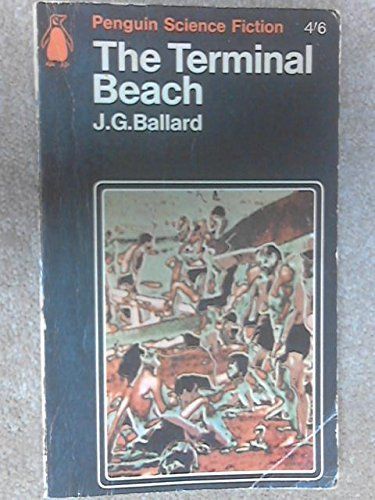 Penguin Science Fiction 4/6
The Terminal
Beach
J.G.Ballard